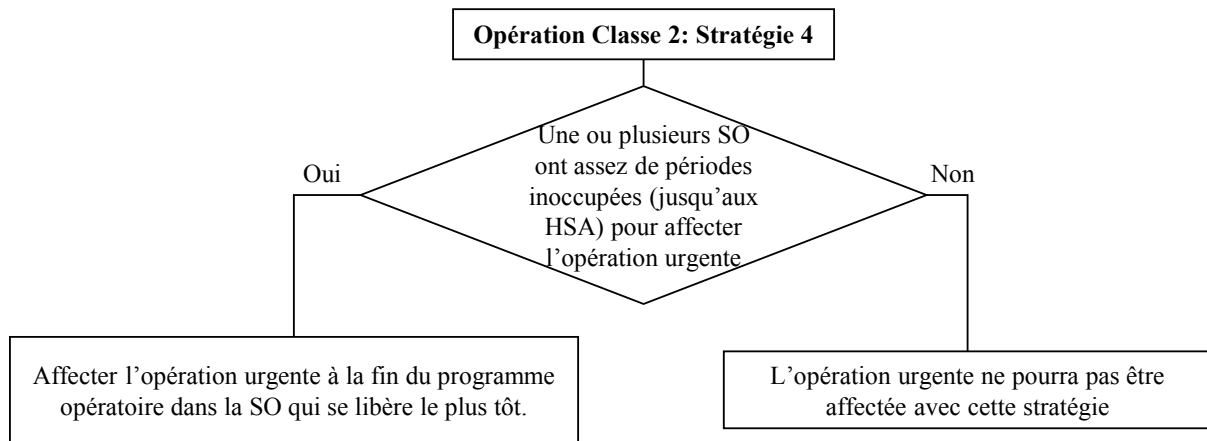 Opération Classe 2: Stratégie 4
Une ou plusieurs SO
ont assez de périodes
inoccupées (jusqu’aux
HSA) pour affecter
l’opération urgente
Oui
Non
Affecter l’opération urgente à la fin du programme
opératoire dans la SO qui se libère le plus tôt.
L’opération urgente ne pourra pas être
affectée avec cette stratégie